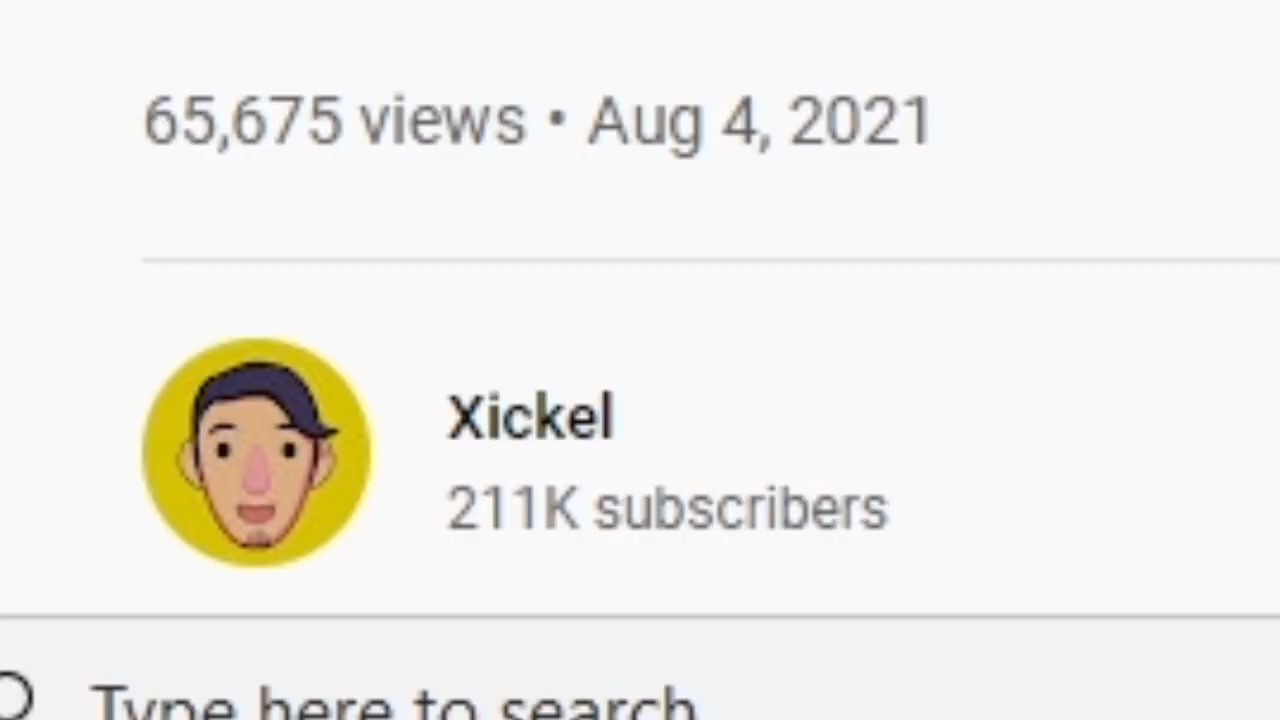 65,675 views • Aug 4, 2021
Xickel
211K subscribers
Type here to search